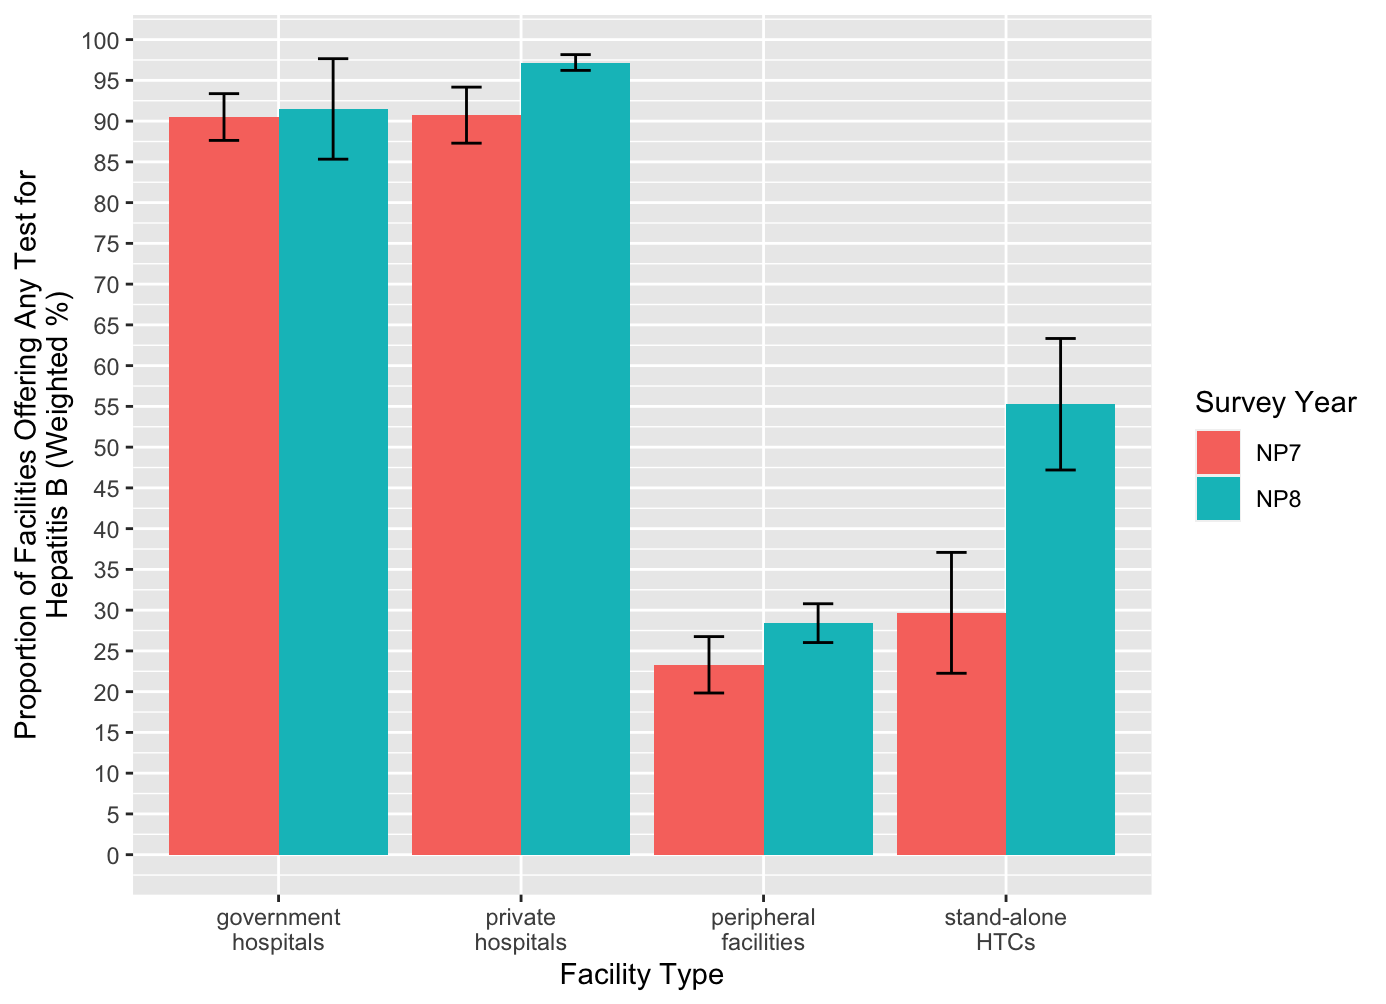 Proportion of Facilities Offering Any Test for
Hepatitis B (Weighted %)
100
95
90
85
80
75
70
65
60
55
50
45
40
35
30
25
20
15
10
5
0
government
hospitals
private
hospitals
peripheral
facilities
stand-alone
HTCs
Facility Type
Survey Year
NP7
NP8